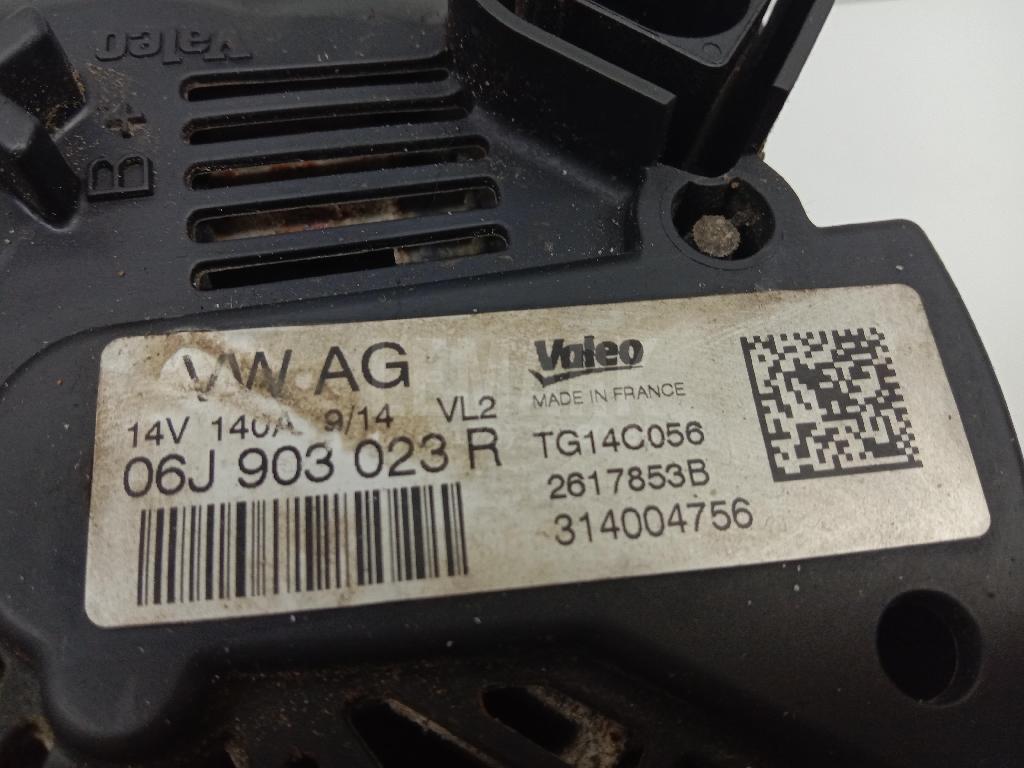 Valeo
B+
VW AG
14V 140A 9/14 VL2
06J 903 023 R
Valeo
MADE IN FRANCE
TG14C056
2617853B
314004756